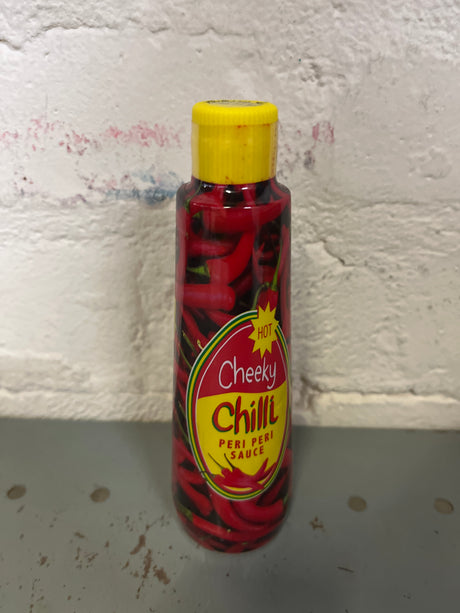 HOT
Cheeky
Chilli
PERI PERI
SAUCE